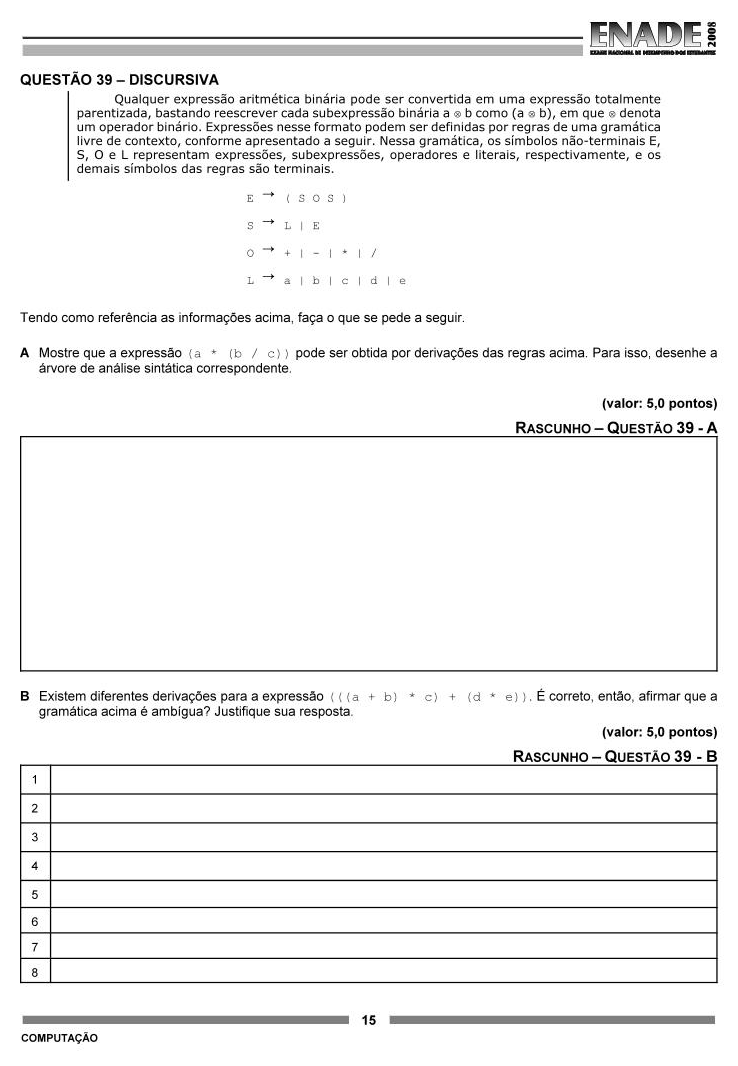 ENADE 2008
EXAME NACIONAL DE DESEMPENHO DOS ESTUDANTES
QUESTÃO 39 – DISCURSIVA
Qualquer expressão aritmética binária pode ser convertida em uma expressão totalmente
parentizada, bastando reescrever cada subexpressão binária a ⊗ b como (a ⊗ b), em que ⊗ denota
um operador binário. Expressões nesse formato podem ser definidas por regras de uma gramática
livre de contexto, conforme apresentado a seguir. Nessa gramática, os símbolos não-terminais E,
S, O e L representam expressões, subexpressões, operadores e literais, respectivamente, e os
demais símbolos das regras são terminais.
E → ( S O S )
S → L | E
O → + | - | * | /
L → a | b | c | d | e
Tendo como referência as informações acima, faça o que se pede a seguir.
A Mostre que a expressão (a * (b / c)) pode ser obtida por derivações das regras acima. Para isso, desenhe a
árvore de análise sintática correspondente.
(valor: 5,0 pontos)
RASCUNHO – QUESTÃO 39 - A
B Existem diferentes derivações para a expressão (((a + b) * c) + (d * e)). É correto, então, afirmar que a
gramática acima é ambígua? Justifique sua resposta.
(valor: 5,0 pontos)
RASCUNHO – QUESTÃO 39 - B
1
2
3
4
5
6
7
8
15
COMPUTAÇÃO